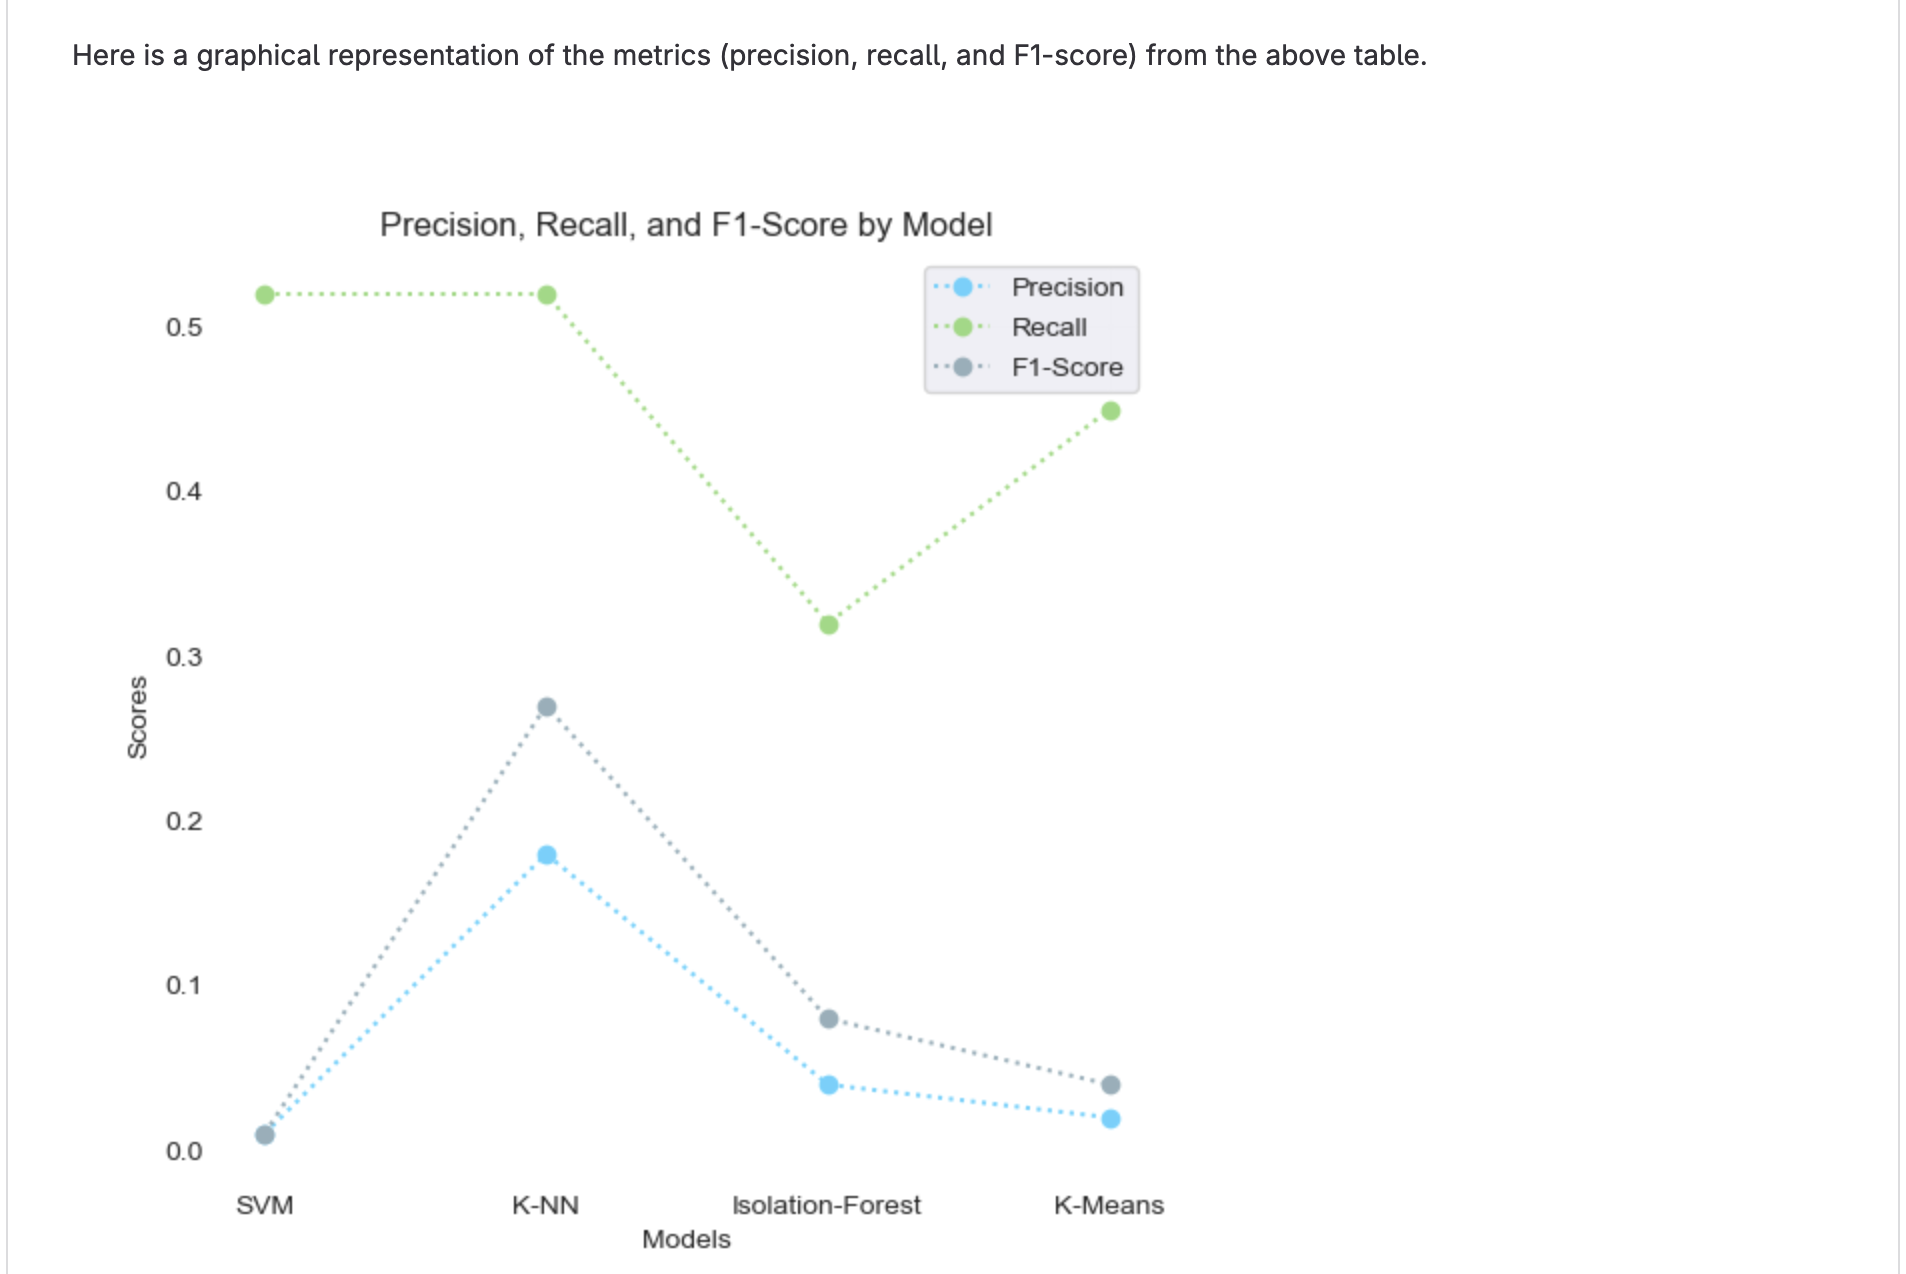 Here is a graphical representation of the metrics (precision, recall, and F1-score) from the above table.
Precision, Recall, and F1-Score by Model
Precision
Recall
F1-Score
0.5
0.4
0.3
0.2
0.1
0.0
Scores
SVM K-NN Isolation-Forest K-Means
Models